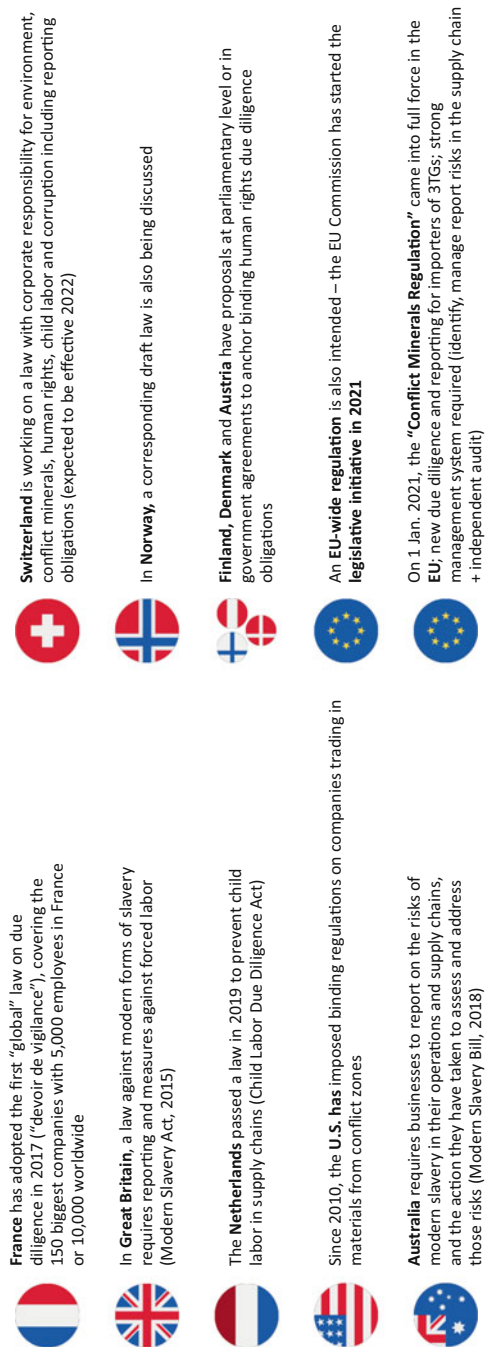 France has adopted the first “global” law on due
diligence in 2017 (“devoir de vigilance”), covering the
150 biggest companies with 5,000 employees in France
or 10,000 worldwide
In Great Britain, a law against modern forms of slavery
requires reporting and measures against forced labor
(Modern Slavery Act, 2015)
The Netherlands passed a law in 2019 to prevent child
labor in supply chains (Child Labor Due Diligence Act)
Since 2010, the U.S. has imposed binding regulations on companies trading in
materials from conflict zones
Australia requires businesses to report on the risks of
modern slavery in their operations and supply chains,
and the action they have taken to assess and address
those risks (Modern Slavery Bill, 2018)
Switzerland is working on a law with corporate responsibility for environment,
conflict minerals, human rights, child labor and corruption including reporting
obligations (expected to be effective 2022)
In Norway, a corresponding draft law is also being discussed
Finland, Denmark and Austria have proposals at parliamentary level or in
government agreements to anchor binding human rights due diligence
obligations
An EU-wide regulation is also intended – the EU Commission has started the
legislative initiative in 2021
On 1 Jan. 2021, the “Conflict Minerals Regulation” came into full force in the
EU; new due diligence and reporting for importers of 3TGs; strong
management system required (identify, manage report risks in the supply chain
+ independent audit)